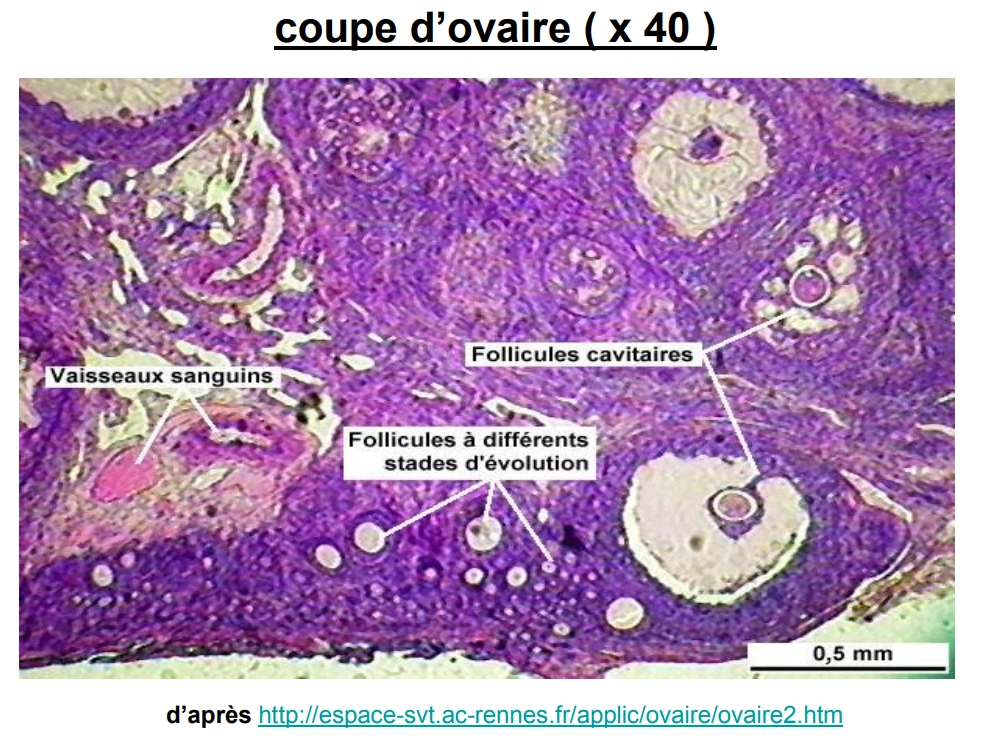 coupe d’ovaire ( x 40 )
Follicules cavitaires
Vaisseaux sanguins
Follicules à différents
stades d'évolution
0,5 mm
d’après http://espace-svt.ac-rennes.fr/applic/ovaire/ovaire2.htm